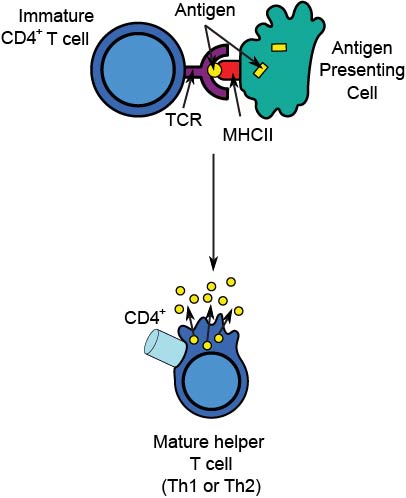 Immature
CD4+ T cell
Antigen
Antigen
Presenting
Cell
TCR
MHCII
CD4+
Mature helper
T cell
(Th1 or Th2)